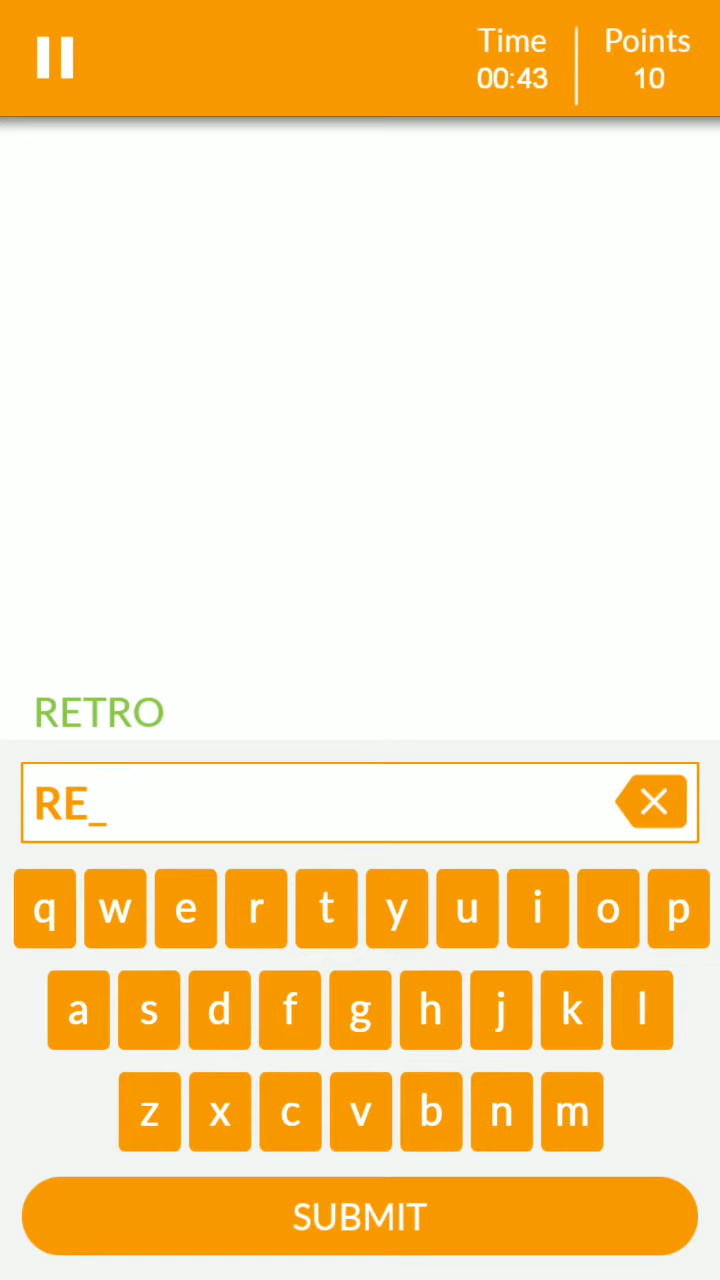 Time
Points
00:43
10
RETRO
RE_
q w e r t y u i o p
a s d f g h j k l
z x c v b n m
SUBMIT